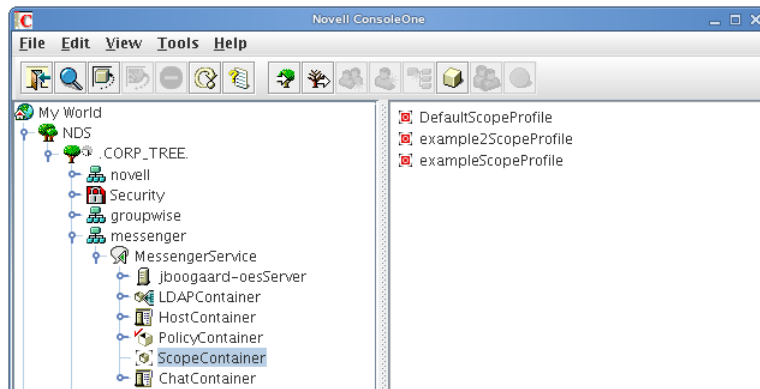 Novell ConsoleOne
File Edit View Tools Help
My World
NDS
.CORP_TREE.
novell
Security
groupwise
messenger
MessengerService
jboogaard-oesServer
LDAPContainer
HostContainer
PolicyContainer
ScopeContainer
ChatContainer
DefaultScopeProfile
example2ScopeProfile
exampleScopeProfile